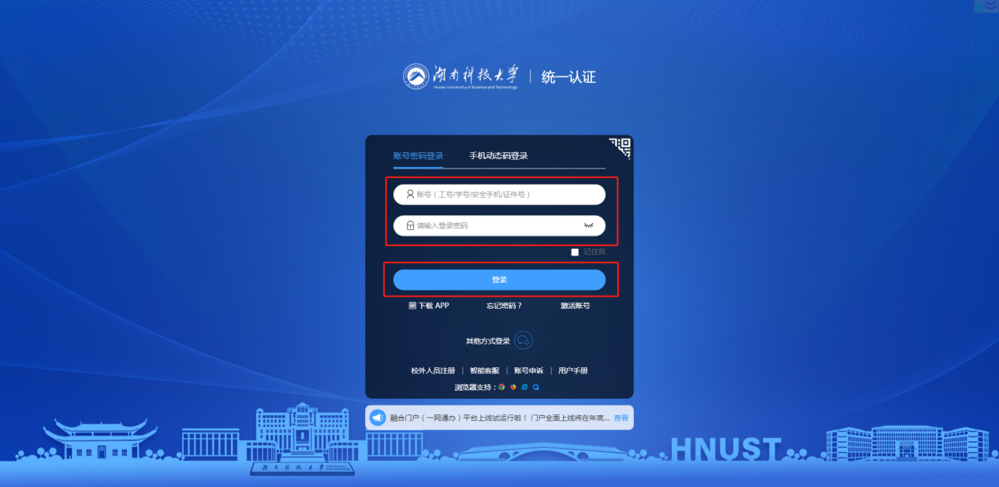 湖南科技大学 统一认证
Hunan University of Science and Technology
账号密码登录 手机动态码登录
账号（工号/学号/安全手机/证件号）
请输入登录密码
记住我
登录
下载 APP 忘记密码？ 激活账号
其他方式登录
校外人员注册 | 智能客服 | 账号申诉 | 用户手册
浏览器支持：
融合门户（一网通办）平台上线试运行啦！门户全面上线将在年底... 查看
HNUST
湖南科技大学